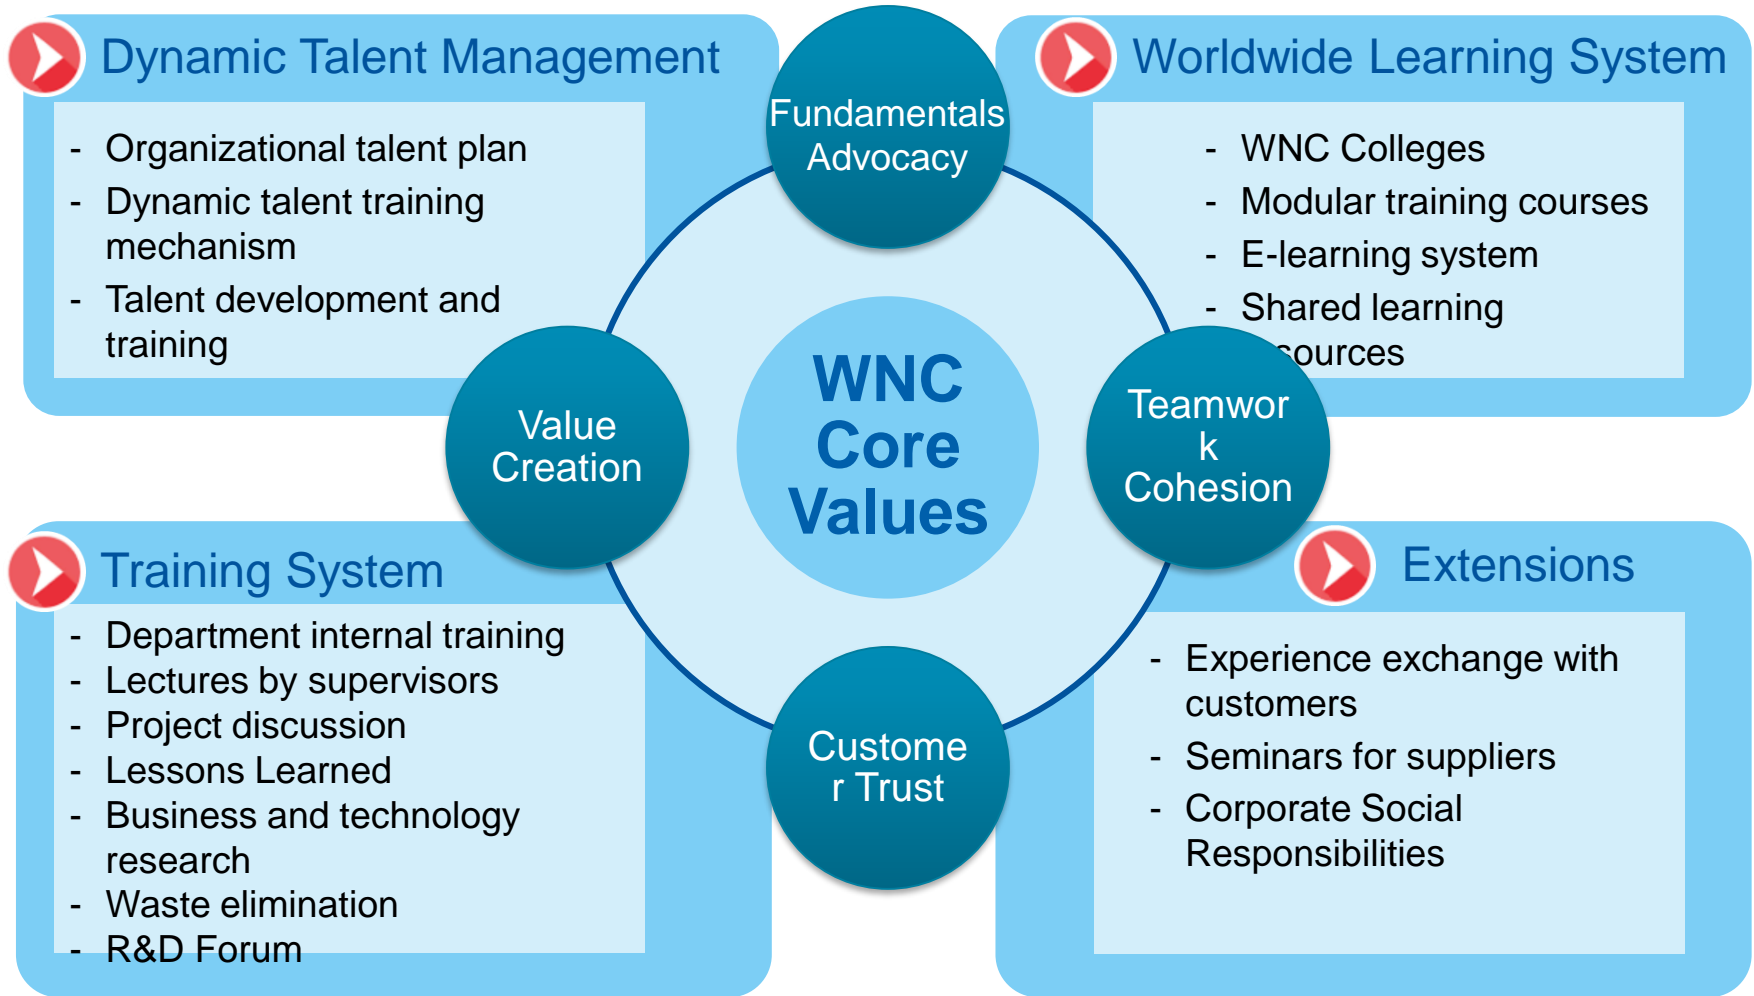 Dynamic Talent Management
- Organizational talent plan
- Dynamic talent training
mechanism
- Talent development and
training
Fundamentals
Advocacy
Worldwide Learning System
- WNC Colleges
- Modular training courses
- E-learning system
- Shared learning
sources
Value
Creation
WNC
Core
Values
Teamwor
k
Cohesion
Training System
- Department internal training
- Lectures by supervisors
- Project discussion
- Lessons Learned
- Business and technology
research
- Waste elimination
- R&D Forum
Custome
r Trust
Extensions
- Experience exchange with
customers
- Seminars for suppliers
- Corporate Social
Responsibilities